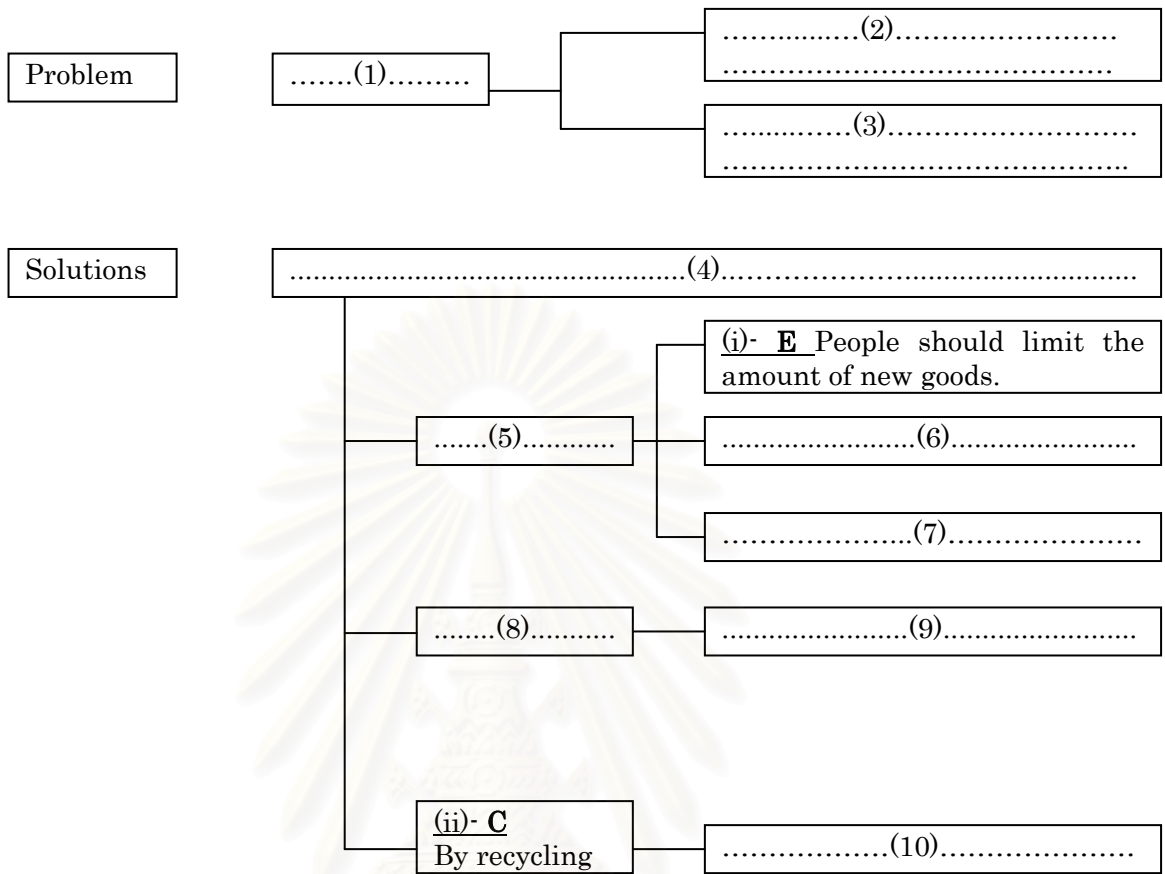 Problem
.......(1).........
...............(2)........................
..........................................
..............(3)...........................
............................................
Solutions
................................................(4)................................................
(i)- E People should limit the
amount of new goods.
.......(5)............
.........................(6)........................
......................(7).....................
........(8)...........
........................(9).........................
(ii)- C
By recycling
...................(10).....................